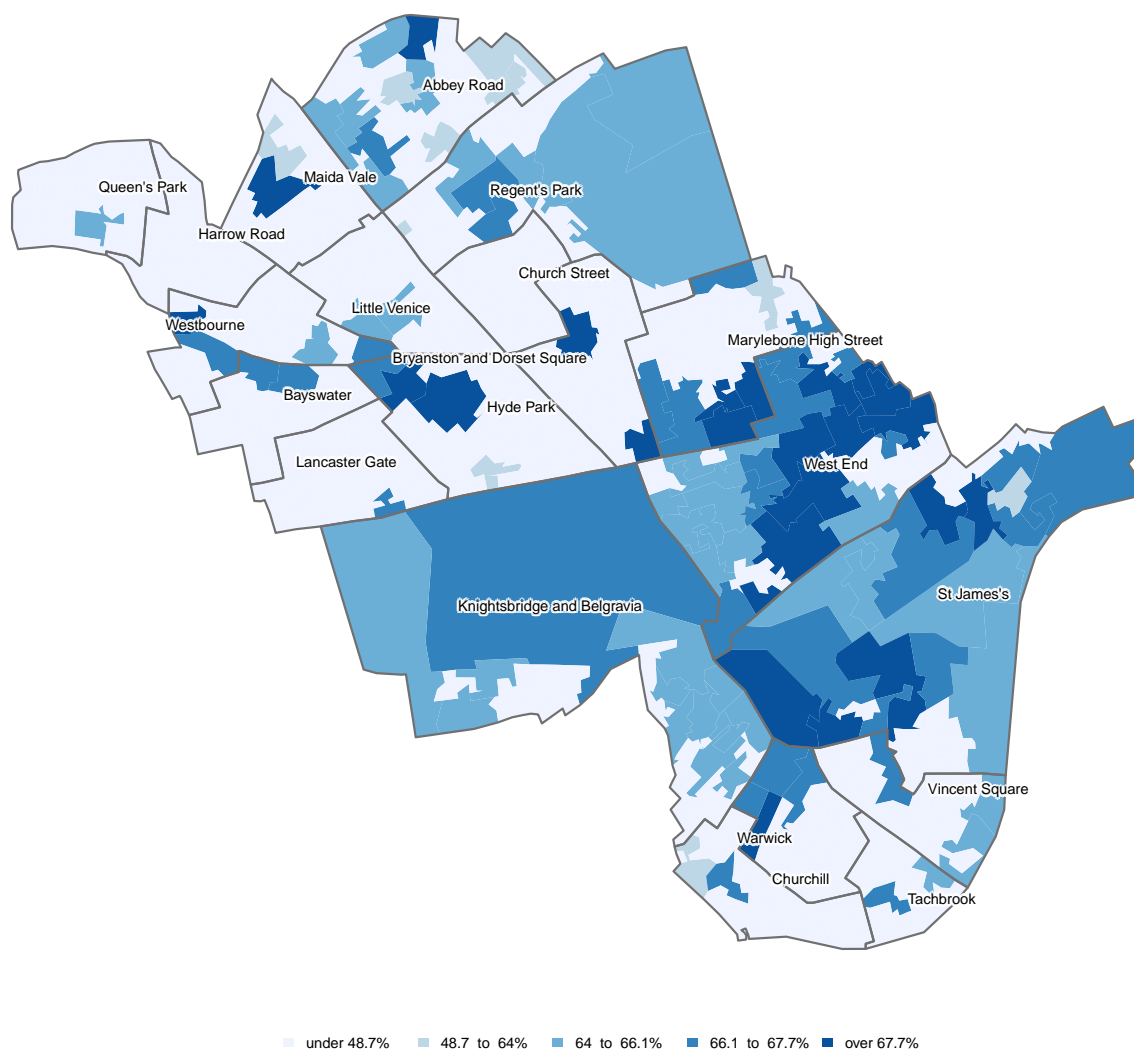 Abbey Road
Queen's Park
Maida Vale
Regent's Park
Harrow Road
Church Street
Little Venice
Westbourne
Marylebone High Street
Bryanston and Dorset Square
Bayswater
Hyde Park
Lancaster Gate
West End
Knightsbridge and Belgravia
St James's
Vincent Square
Warwick
Churchill
Tachbrook
under 48.7% 48.7 to 64% 64 to 66.1% 66.1 to 67.7% over 67.7%